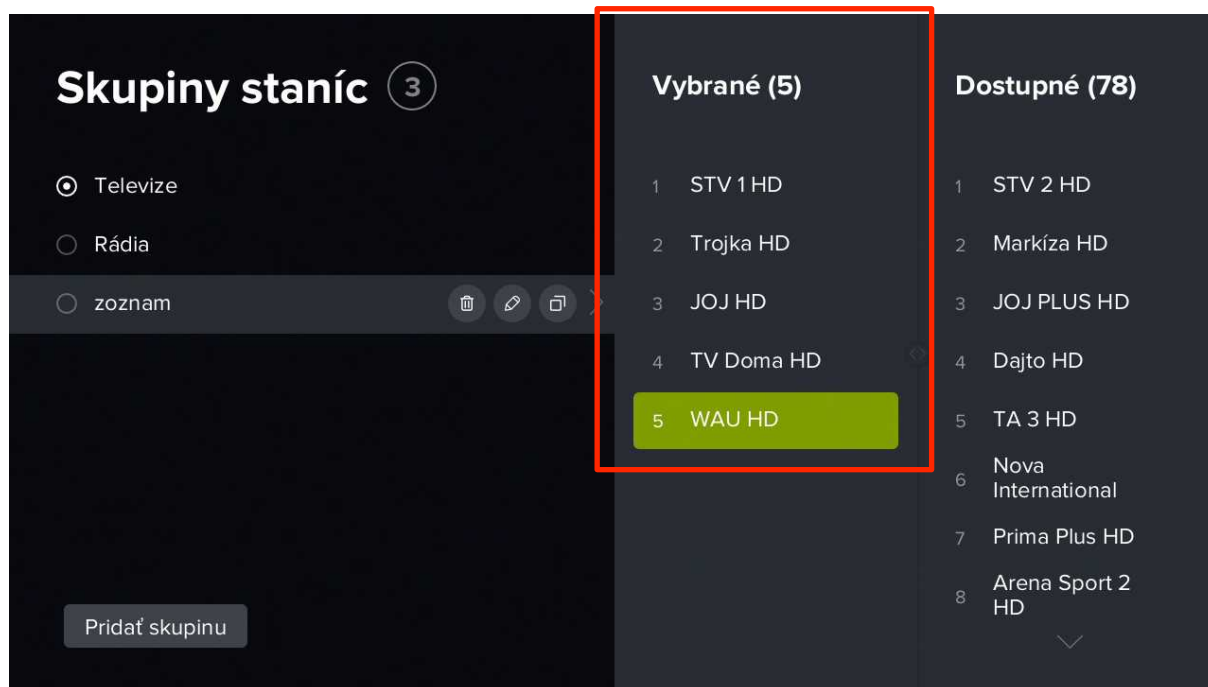 Skupiny staníc 3
Televize
Rádia
zoznam
Pridať skupinu
Vybrané (5)
1 STV 1 HD
2 Trojka HD
3 JOJ HD
4 TV Doma HD
5 WAU HD
Dostupné (78)
1 STV 2 HD
2 Markíza HD
3 JOJ PLUS HD
4 Dajto HD
5 TA 3 HD
6 Nova
International
7 Prima Plus HD
8 Arena Sport 2
HD